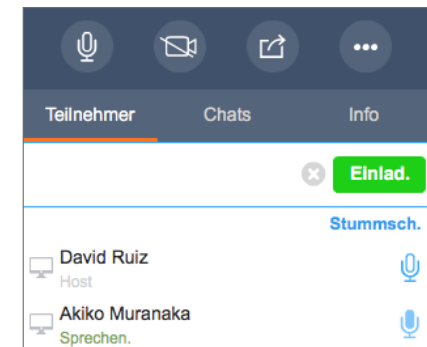 Teilnehmer Chats Info
Einlad.
Stummsch.
David Ruiz
Host
Akiko Muranaka
Sprechen.